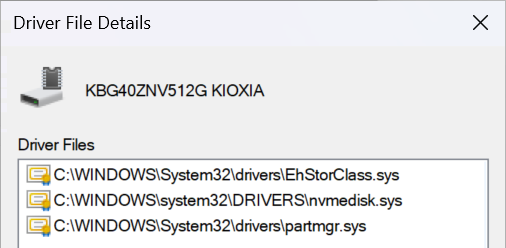 Driver File Details
KBG40ZNV512G KIOXIA
Driver Files
C:\WINDOWS\System32\drivers\EhStorClass.sys
C:\WINDOWS\system32\DRIVERS\nvmedisk.sys
C:\WINDOWS\System32\drivers\partmgr.sys